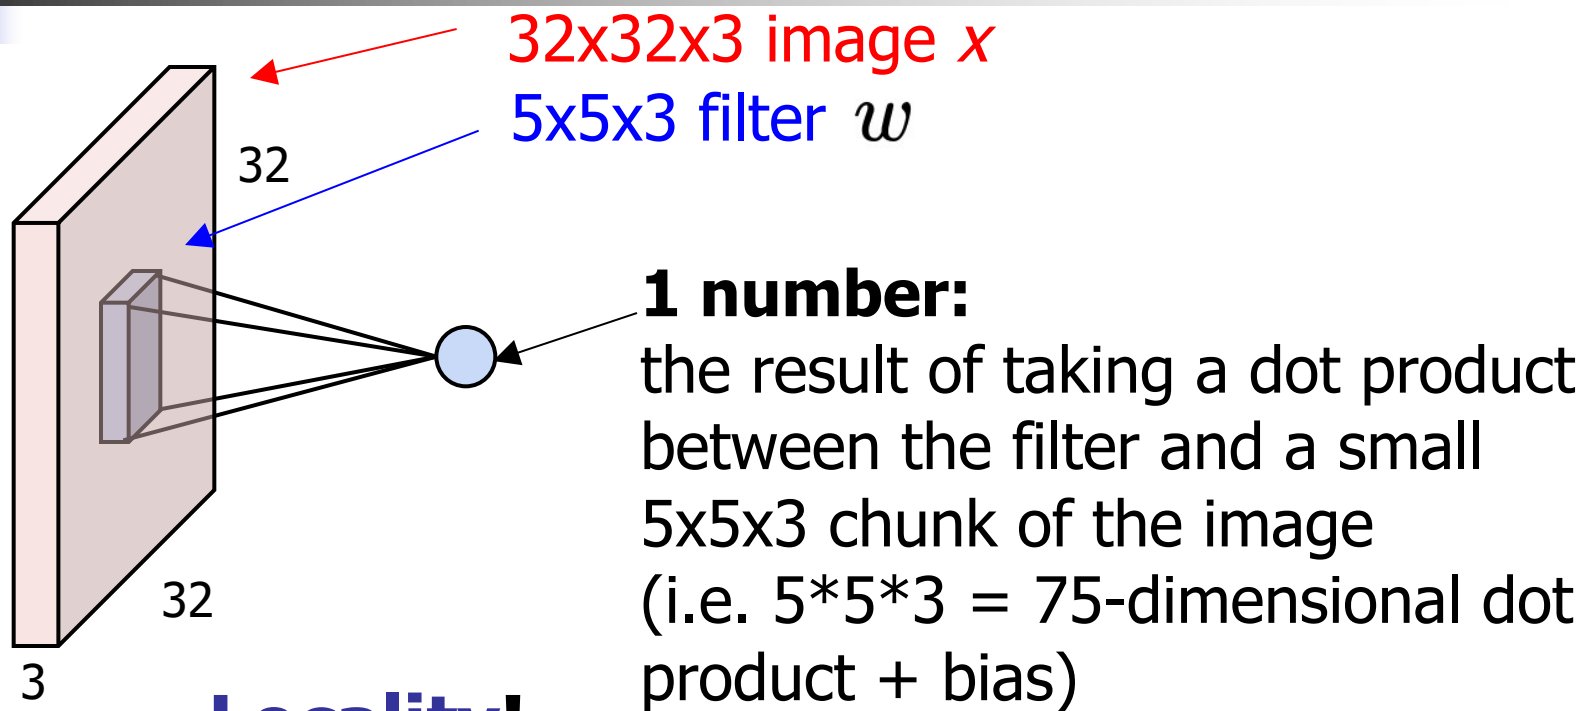 32x32x3 image x
5x5x3 filter w
32
1 number:
the result of taking a dot product
between the filter and a small
5x5x3 chunk of the image
(i.e. 5*5*3 = 75-dimensional dot
product + bias)
32
3
Locality!